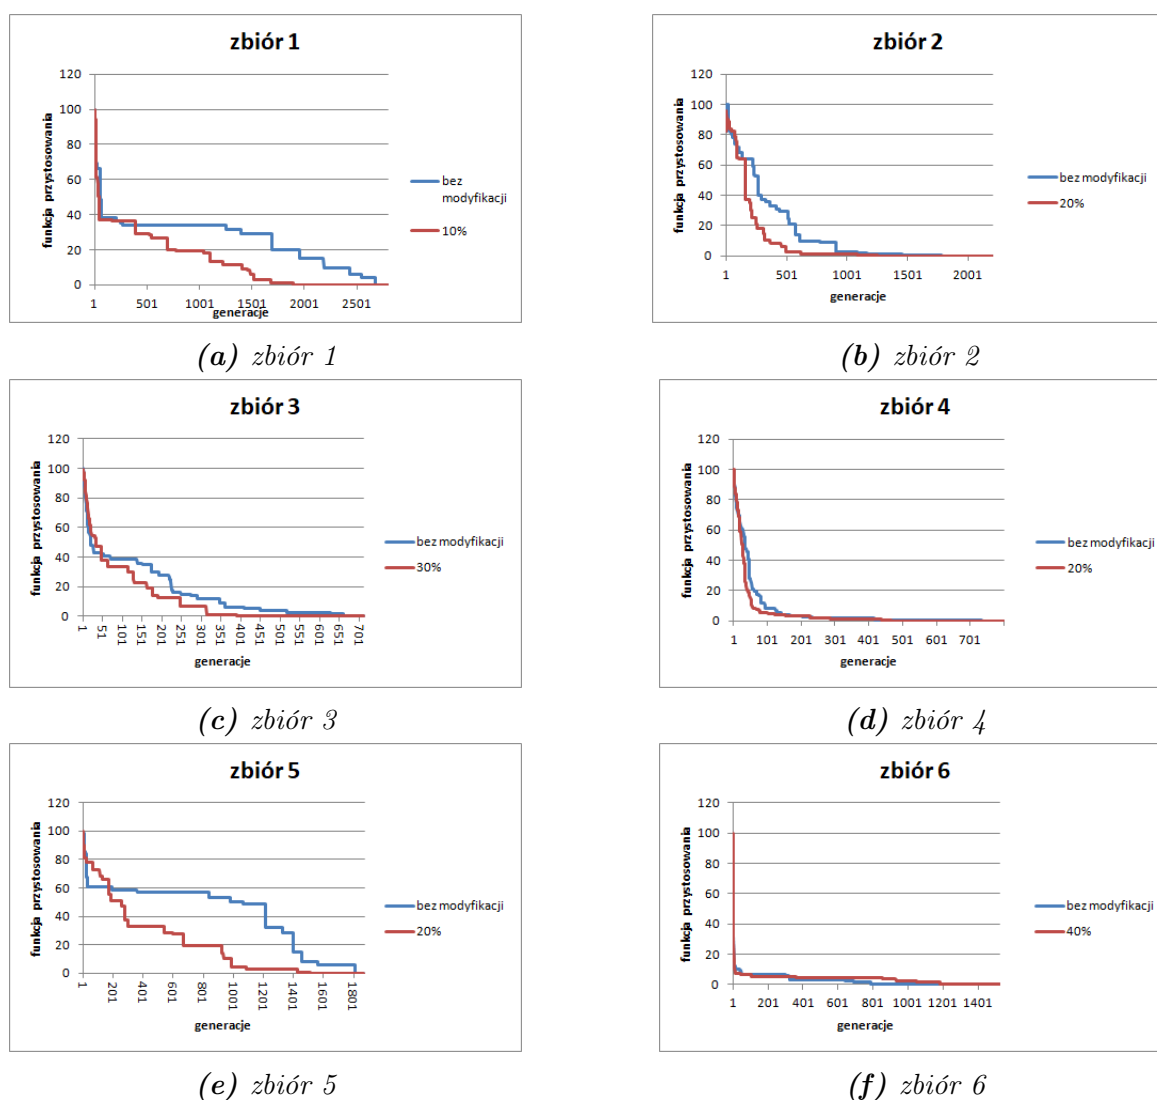 zbiór 1
120
100
80
60
40
20
0
funkcja przystosowania
1 501 1001 1501 2001 2501
generacje
bez
modyfikacji
10%
(a) zbiór 1
zbiór 2
120
100
80
60
40
20
0
funkcja przystosowania
1 501 1001 1501 2001
generacje
bez modyfikacji
20%
(b) zbiór 2
zbiór 3
120
100
80
60
40
20
0
funkcja przystosowania
1 51 101 151 201 251 301 351 401 451 501 551 601 651 701
generacje
bez modyfikacji
30%
(c) zbiór 3
zbiór 4
120
100
80
60
40
20
0
funkcja przystosowania
1 101 201 301 401 501 601 701
generacje
bez modyfikacji
20%
(d) zbiór 4
zbiór 5
120
100
80
60
40
20
0
funkcja przystosowania
1 201 401 601 801 1001 1201 1401 1601 1801
generacje
bez modyfikacji
20%
(e) zbiór 5
zbiór 6
120
100
80
60
40
20
0
funkcja przystosowania
1 201 401 601 801 1001 1201 1401
generacje
bez modyfikacji
40%
(f) zbiór 6